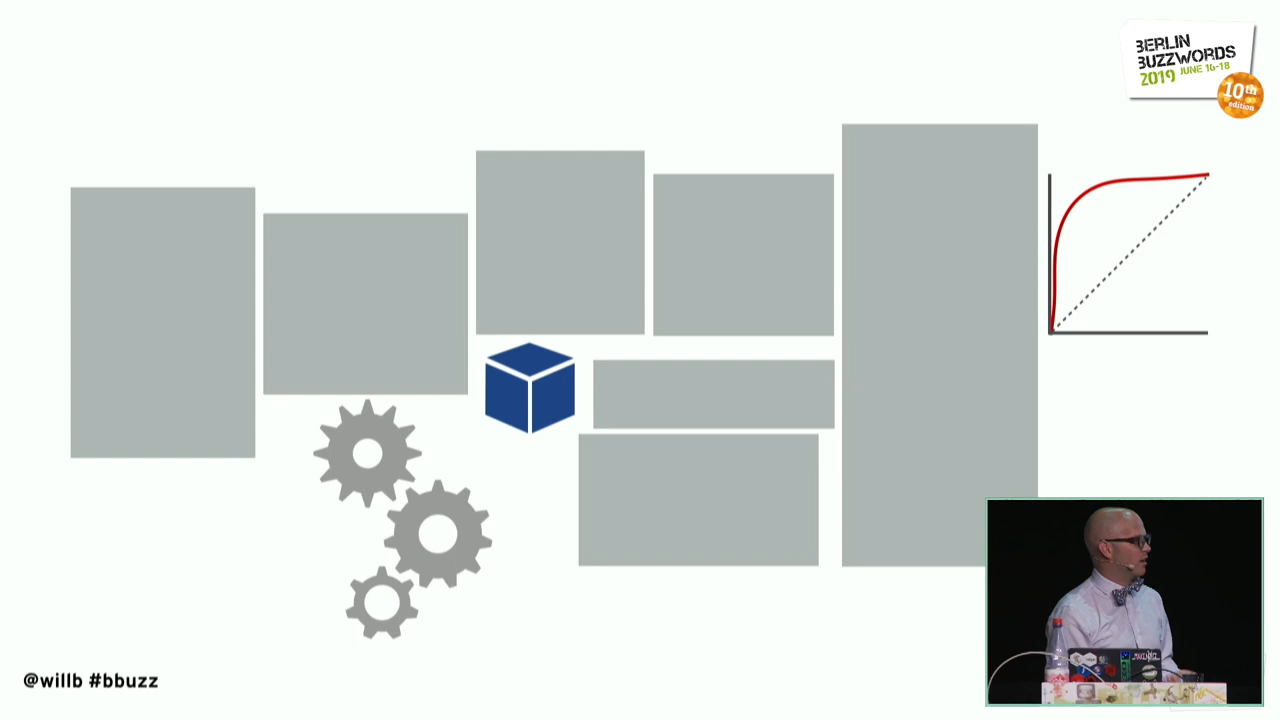 BERLIN
BUZZWORDS
2019 JUNE 16-18
10th
edition
@willb #bbuzz